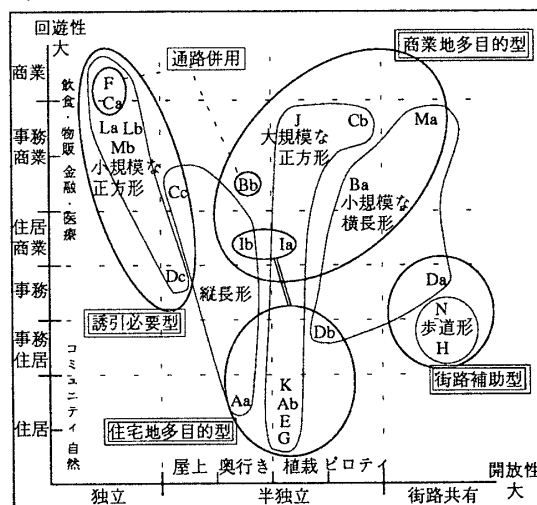 回遊性
大
商業
事務
商業
住居
商業
事務
事務
住居
住居
飲食・物販
金融・医療
コミュニティ
自然
通路併用
商業地多目的型
F
Ca
La Lb
Mb
小規模な
正方形
Cc
Dc
誘引必要型
J
Cb
大規模な
正方形
Bb
Ma
Ba
小規模な
横長形
Ib
Ia
縦長形
Da
Db
N
歩道形
H
街路補助型
Aa
K
Ab
E
G
住宅地多目的型
屋上
奥行き
植栽
ピロティ
開放性
大
独立
半独立
街路共有